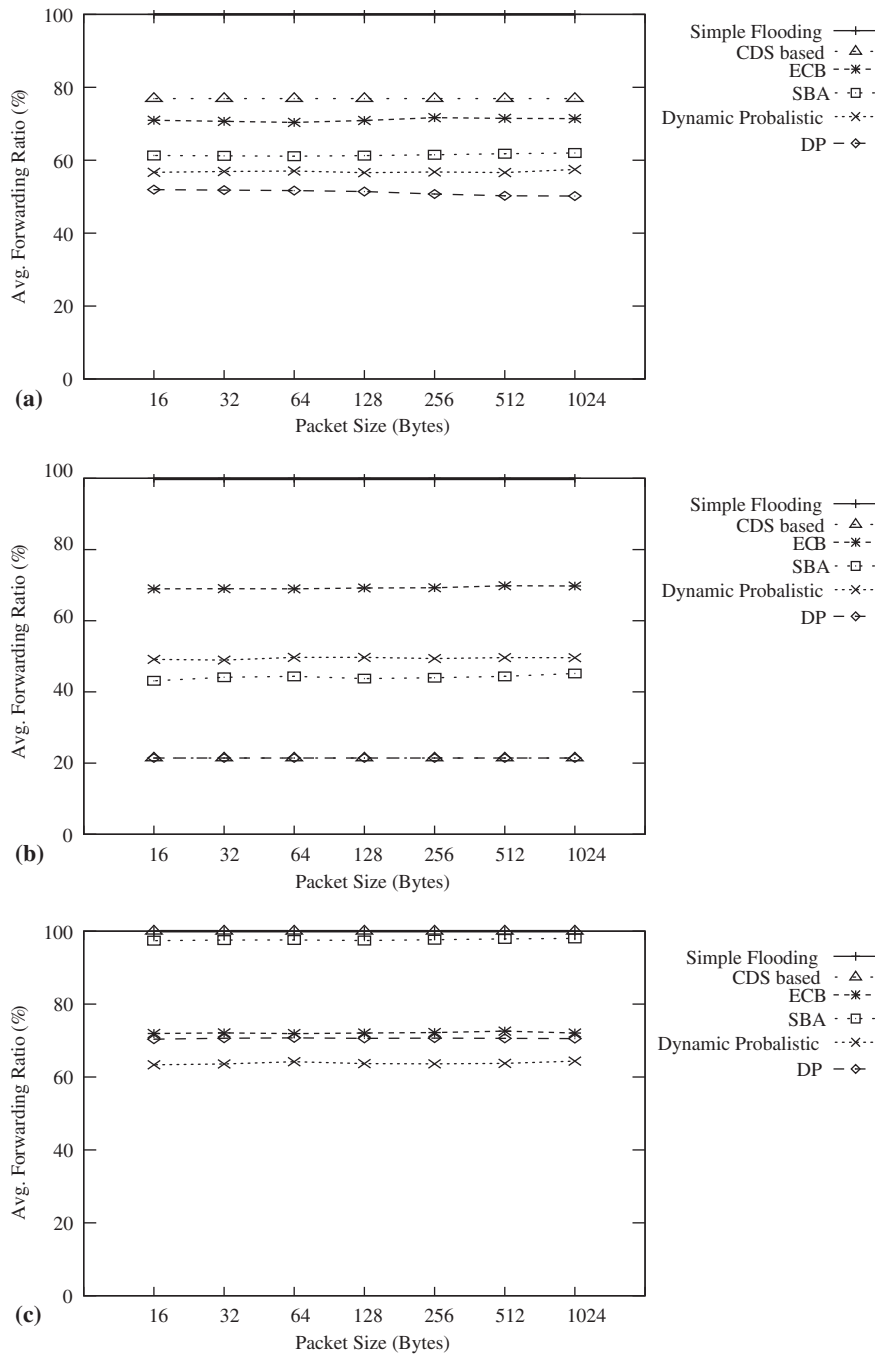 100
80
60
40
20
0
Avg. Forwarding Ratio (%)
16 32 64 128 256 512 1024
Packet Size (Bytes)
(a)
Simple Flooding
CDS based
ECB
SBA
Dynamic Probalistic
DP
100
80
60
40
20
0
Avg. Forwarding Ratio (%)
16 32 64 128 256 512 1024
Packet Size (Bytes)
(b)
Simple Flooding
CDS based
ECB
SBA
Dynamic Probalistic
DP
100
80
60
40
20
0
Avg. Forwarding Ratio (%)
16 32 64 128 256 512 1024
Packet Size (Bytes)
(c)
Simple Flooding
CDS based
ECB
SBA
Dynamic Probalistic
DP